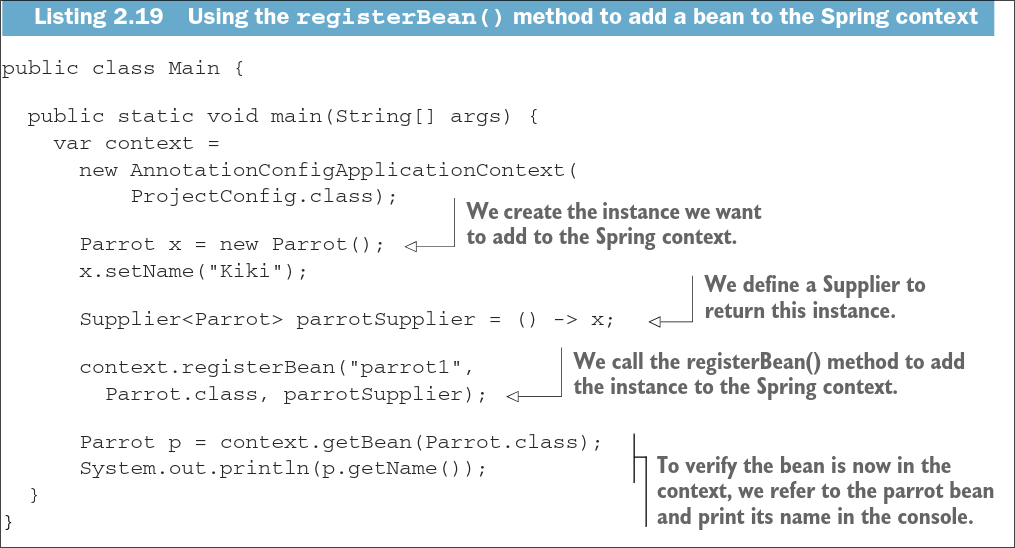 Listing 2.19 Using the registerBean() method to add a bean to the Spring context
public class Main {
public static void main(String[] args) {
var context =
new AnnotationConfigApplicationContext(
ProjectConfig.class);
We create the instance we want
to add to the Spring context.
Parrot x = new Parrot();
x.setName("Kiki");
We define a Supplier to
return this instance.
Supplier<Parrot> parrotSupplier = () -> x;
We call the registerBean() method to add
the instance to the Spring context.
context.registerBean("parrot1",
Parrot.class, parrotSupplier);
Parrot p = context.getBean(Parrot.class);
System.out.println(p.getName());
To verify the bean is now in the
context, we refer to the parrot bean
and print its name in the console.
}
}